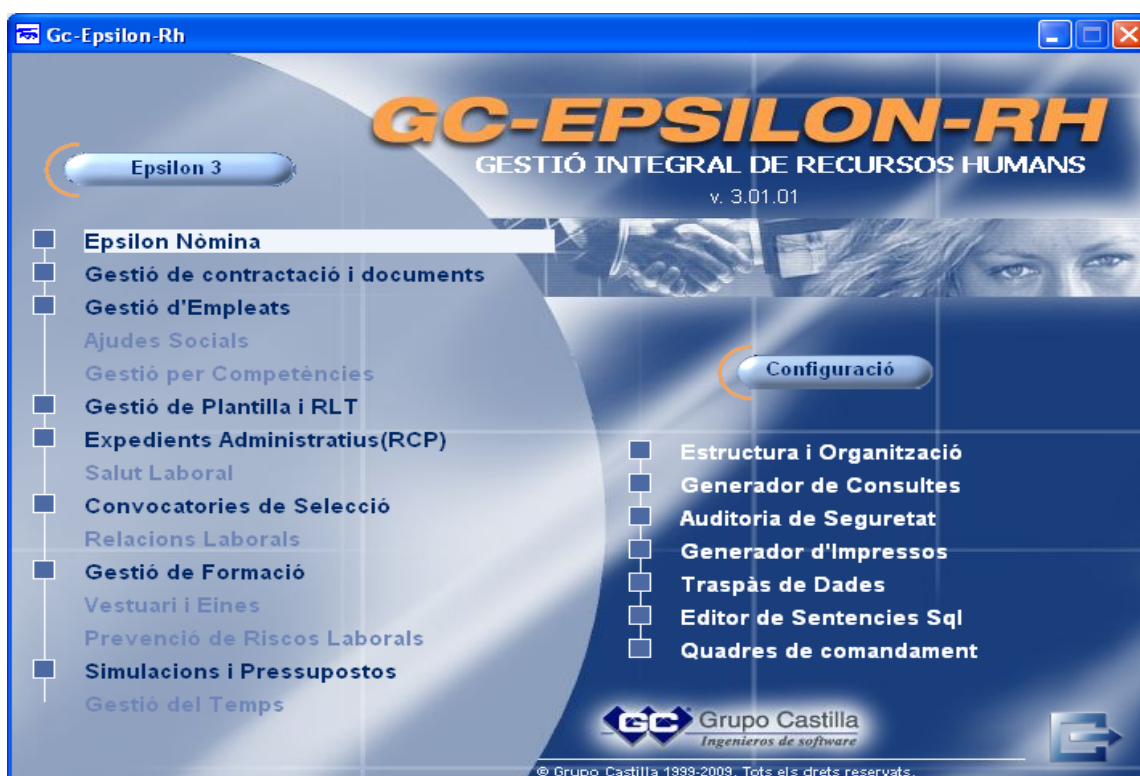 Gc-Epsilon-Rh
GC-EPSILON-RH
GESTIÓ INTEGRAL DE RECURSOS HUMANS
v. 3.01.01
Epsilon 3
Epsilon Nòmina
Gestió de contractació i documents
Gestió d'Empleats
Ajudes Socials
Gestió per Competències
Gestió de Plantilla i RLT
Expedients Administratius(RCP)
Salut Laboral
Convocatories de Selecció
Relacions Laborals
Gestió de Formació
Vestuari i Eines
Prevenció de Riscos Laborals
Simulacions i Pressupostos
Gestió del Temps
Configuració
Estructura i Organització
Generador de Consultes
Auditoria de Seguretat
Generador d'Impressos
Traspàs de Dades
Editor de Sentencies Sql
Quadres de comandament
GC Grupo Castilla
Ingenieros de software
© Grupo Castilla 1999-2009. Tots els drets reservats.